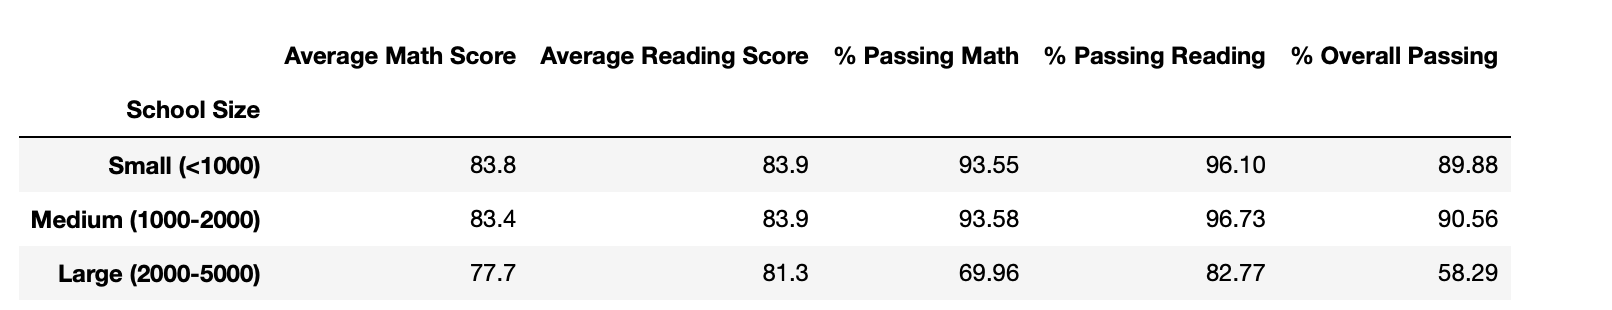 Average Math Score Average Reading Score % Passing Math % Passing Reading % Overall Passing
School Size
Small (<1000) 83.8 83.9 93.55 96.10 89.88
Medium (1000-2000) 83.4 83.9 93.58 96.73 90.56
Large (2000-5000) 77.7 81.3 69.96 82.77 58.29